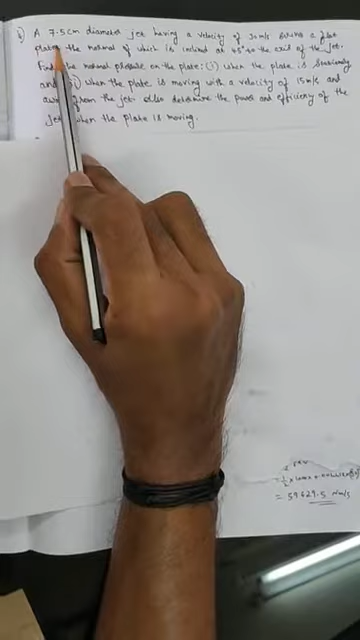 b) A 7.5cm diameter jet having a velocity of 30m/s strikes a flat
plate, the normal of which is inclined at 45° to the axis of the jet.
Find the normal pressure on the plate: (i) when the plate is stationary
and (ii) when the plate is moving with a velocity of 15m/s and
away from the jet. Also determine the power and efficiency of the
Jet when the plate is moving.
= 59629.5 Nm/s